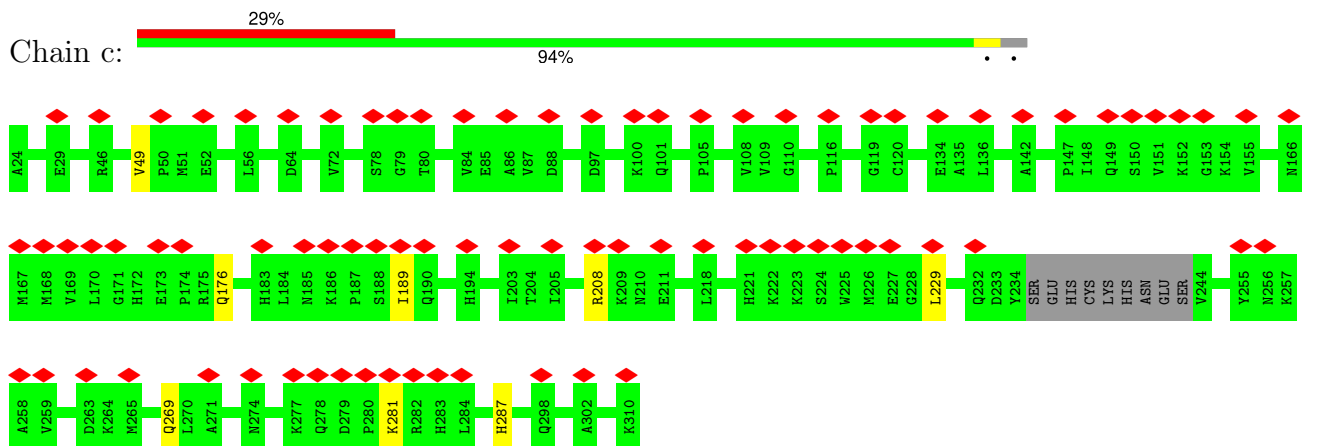 29%
Chain c:
94%
A24 E29 R46 V49 P50 M51 E52 L56 D64 V72 S78 G79 T80 V84 E85 A86 V87 D88 D97 K100 Q101 P105 V108 V109 G110 P116 G119 C120 E134 A135 L136 A142 P147 I148 Q149 S150 V151 K152 G153 K154 V155 N166
M167 M168 V169 L170 G171 H172 E173 P174 R175 Q176 H183 L184 N185 K186 P187 S188 I189 Q190 H194 I203 T204 I205 R208 K209 N210 E211 L218 H221 K222 K223 S224 W225 M226 E227 G228 L229 Q232 D233 Y234 SER GLU HIS CYS LYS HIS ASN GLU SER V244 Y255 N256 K257
A258 V259 D263 K264 M265 Q269 L270 A271 N274 K277 Q278 D279 P280 K281 R282 H283 L284 H287 Q298 A302 K310